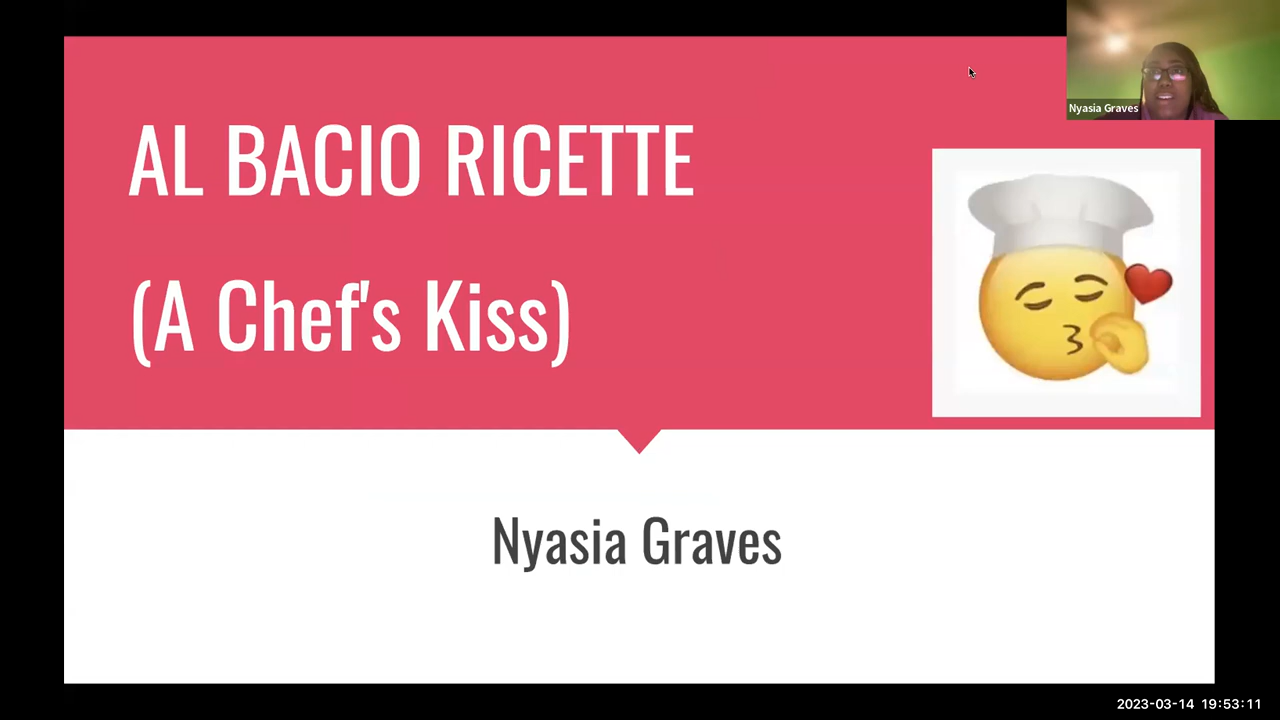 Nyasia Graves
AL BACIO RICETTE
(A Chef's Kiss)
Nyasia Graves
2023-03-14 19:53:11